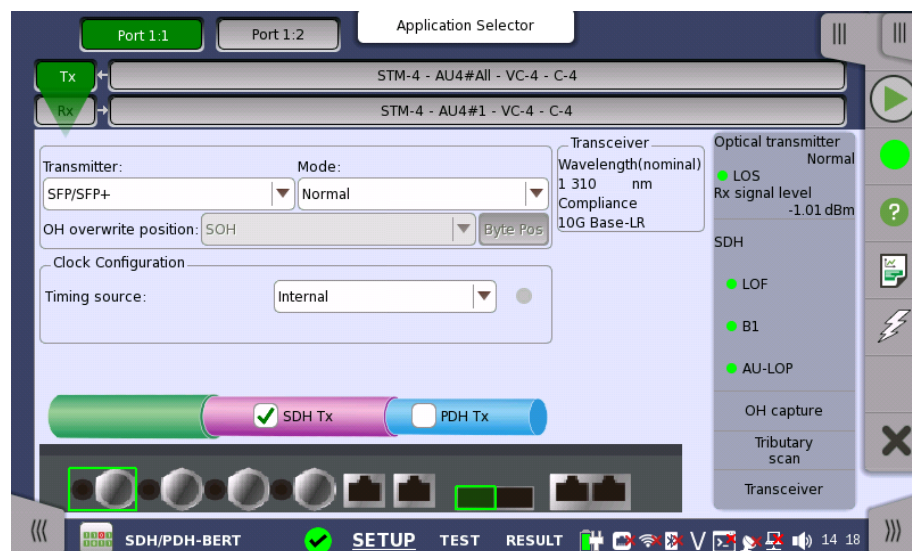 Application Selector
Port 1:1
Port 1:2
Tx
STM-4 - AU4#All - VC-4 - C-4
Rx
STM-4 - AU4#1 - VC-4 - C-4
Transmitter:
Mode:
SFP/SFP+
Normal
OH overwrite position:
SOH
Byte Pos
Transceiver
Wavelength(nominal)
1 310 nm
Compliance
10G Base-LR
Clock Configuration
Timing source:
Internal
Optical transmitter
Normal
LOS
Rx signal level
-1.01 dBm
SDH
LOF
B1
AU-LOP
OH capture
Tributary
scan
Transceiver
SDH Tx
PDH Tx
SDH/PDH-BERT
SETUP
TEST
RESULT
V
14 18